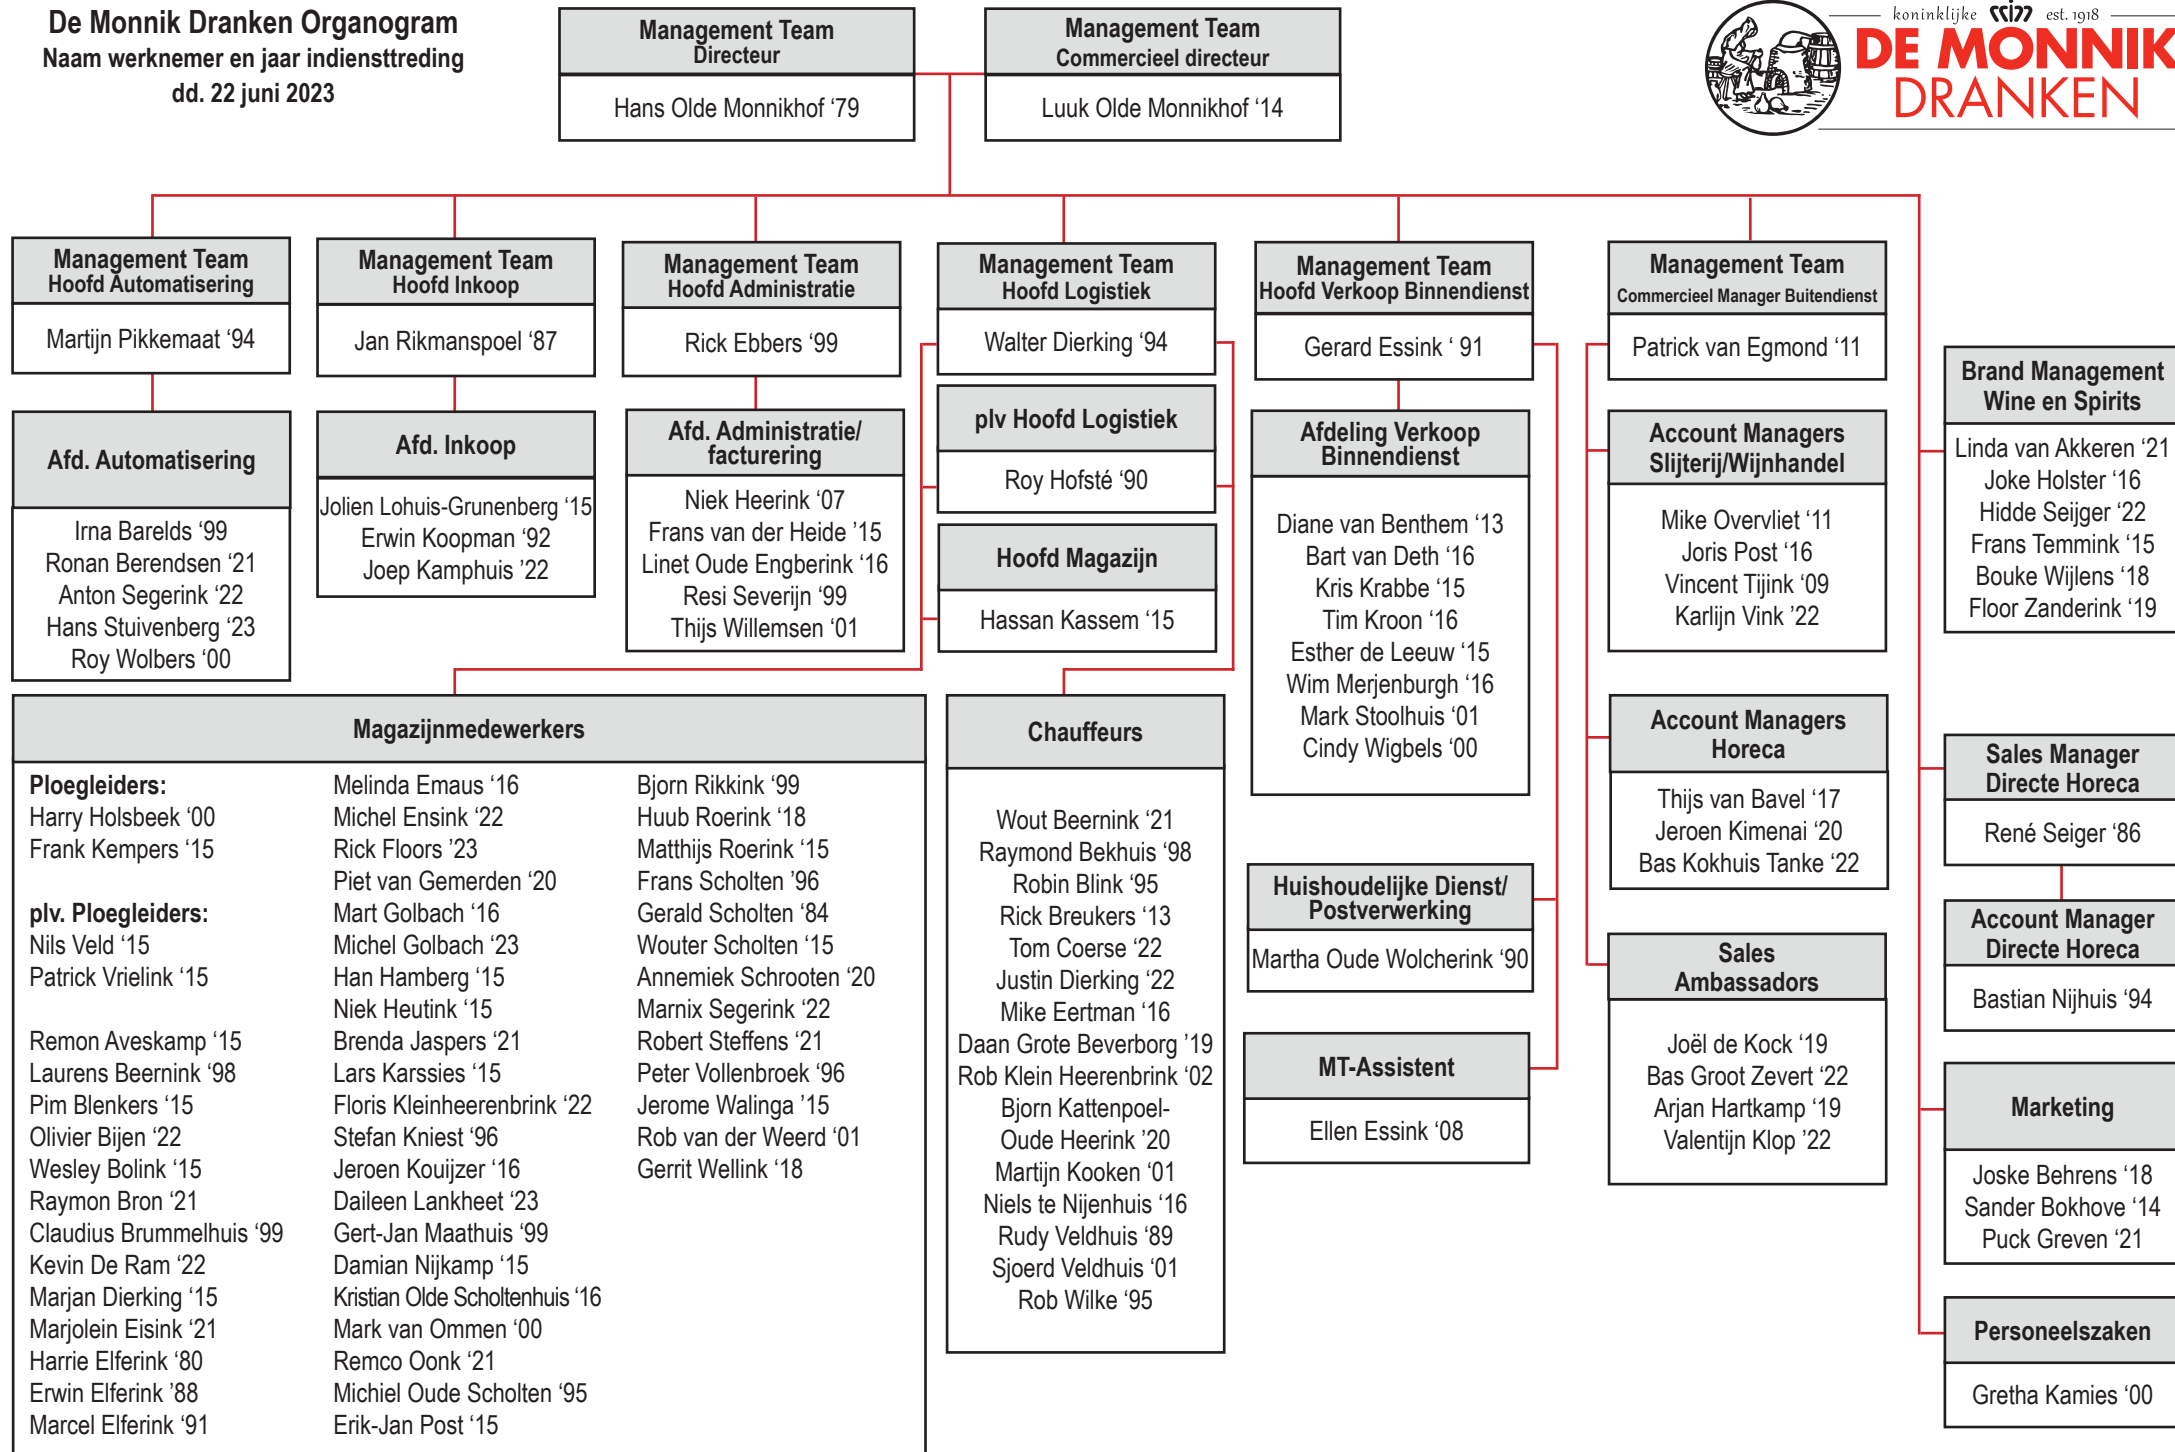 De Monnik Dranken Organogram
Naam werknemer en jaar indiensttreding
dd. 22 juni 2023
Management Team
Directeur
Hans Olde Monnikhof ‘79
Management Team
Commercieel directeur
Luuk Olde Monnikhof ‘14
koninklijke est. 1918
DE MONNIK
DRANKEN
Management Team
Hoofd Automatisering
Martijn Pikkemaat ‘94
Afd. Automatisering
Irna Barelds ‘99
Ronan Berendsen ‘21
Anton Segerink ‘22
Hans Stuivenberg ‘23
Roy Wolbers ‘00
Management Team
Hoofd Inkoop
Jan Rikmanspoel ‘87
Afd. Inkoop
Jolien Lohuis-Grunenberg ‘15
Erwin Koopman ‘92
Joep Kamphuis ’22
Management Team
Hoofd Administratie
Rick Ebbers ‘99
Afd. Administratie/
facturering
Niek Heerink ‘07
Frans van der Heide ’15
Linet Oude Engberink ‘16
Resi Severijn ‘99
Thijs Willemsen ‘01
Management Team
Hoofd Logistiek
Walter Dierking ‘94
plv Hoofd Logistiek
Roy Hofsté ‘90
Hoofd Magazijn
Hassan Kassem ‘15
Management Team
Hoofd Verkoop Binnendienst
Gerard Essink ‘ 91
Afdeling Verkoop
Binnendienst
Diane van Benthem ‘13
Bart van Deth ‘16
Kris Krabbe ‘15
Tim Kroon ‘16
Esther de Leeuw ‘15
Wim Merjenburgh ‘16
Mark Stoolhuis ‘01
Cindy Wigbels ‘00
Huishoudelijke Dienst/
Postverwerking
Martha Oude Wolcherink ‘90
MT-Assistent
Ellen Essink ‘08
Management Team
Commercieel Manager Buitendienst
Patrick van Egmond ‘11
Account Managers
Slijterij/Wijnhandel
Mike Overvliet ‘11
Joris Post ‘16
Vincent Tijink ‘09
Karlijn Vink ‘22
Account Managers
Horeca
Thijs van Bavel ‘17
Jeroen Kimenai ‘20
Bas Kokhuis Tanke ‘22
Sales
Ambassadors
Joël de Kock ‘19
Bas Groot Zevert ‘22
Arjan Hartkamp ‘19
Valentijn Klop ’22
Brand Management
Wine en Spirits
Linda van Akkeren ‘21
Joke Holster ‘16
Hidde Seijger ‘22
Frans Temmink ‘15
Bouke Wijlens ‘18
Floor Zanderink ‘19
Sales Manager
Directe Horeca
René Seiger ‘86
Account Manager
Directe Horeca
Bastian Nijhuis ‘94
Marketing
Joske Behrens ‘18
Sander Bokhove ‘14
Puck Greven ‘21
Personeelszaken
Gretha Kamies ‘00
Magazijnmedewerkers
Ploegleiders:
Harry Holsbeek ‘00
Frank Kempers ‘15
plv. Ploegleiders:
Nils Veld ‘15
Patrick Vrielink ‘15
Remon Aveskamp ‘15
Laurens Beernink ‘98
Pim Blenkers ‘15
Olivier Bijen ‘22
Wesley Bolink ‘15
Raymon Bron ‘21
Claudius Brummelhuis ‘99
Kevin De Ram ‘22
Marjan Dierking ‘15
Marjolein Eisink ‘21
Harrie Elferink ‘80
Erwin Elferink ’88
Marcel Elferink ‘91
Melinda Emaus ‘16
Michel Ensink ‘22
Rick Floors ’23
Piet van Gemerden ‘20
Mart Golbach ‘16
Michel Golbach ‘23
Han Hamberg ‘15
Niek Heutink ‘15
Brenda Jaspers ‘21
Lars Karssies ‘15
Floris Kleinheerenbrink ‘22
Stefan Kniest ‘96
Jeroen Kouijzer ‘16
Daileen Lankheet ‘23
Gert-Jan Maathuis ‘99
Damian Nijkamp ‘15
Kristian Olde Scholtenhuis ‘16
Mark van Ommen ‘00
Remco Oonk ‘21
Michiel Oude Scholten ‘95
Erik-Jan Post ‘15
Bjorn Rikkink ‘99
Huub Roerink ‘18
Matthijs Roerink ‘15
Frans Scholten ’96
Gerald Scholten ‘84
Wouter Scholten ‘15
Annemiek Schrooten ‘20
Marnix Segerink ‘22
Robert Steffens ‘21
Peter Vollenbroek ‘96
Jerome Walinga ‘15
Rob van der Weerd ‘01
Gerrit Wellink ‘18
Chauffeurs
Wout Beernink ‘21
Raymond Bekhuis ‘98
Robin Blink ‘95
Rick Breukers ‘13
Tom Coerse ‘22
Justin Dierking ‘22
Mike Eertman ‘16
Daan Grote Beverborg ‘19
Rob Klein Heerenbrink ‘02
Bjorn Kattenpoel-
Oude Heerink ‘20
Martijn Kooken ‘01
Niels te Nijenhuis ‘16
Rudy Veldhuis ‘89
Sjoerd Veldhuis ‘01
Rob Wilke ‘95